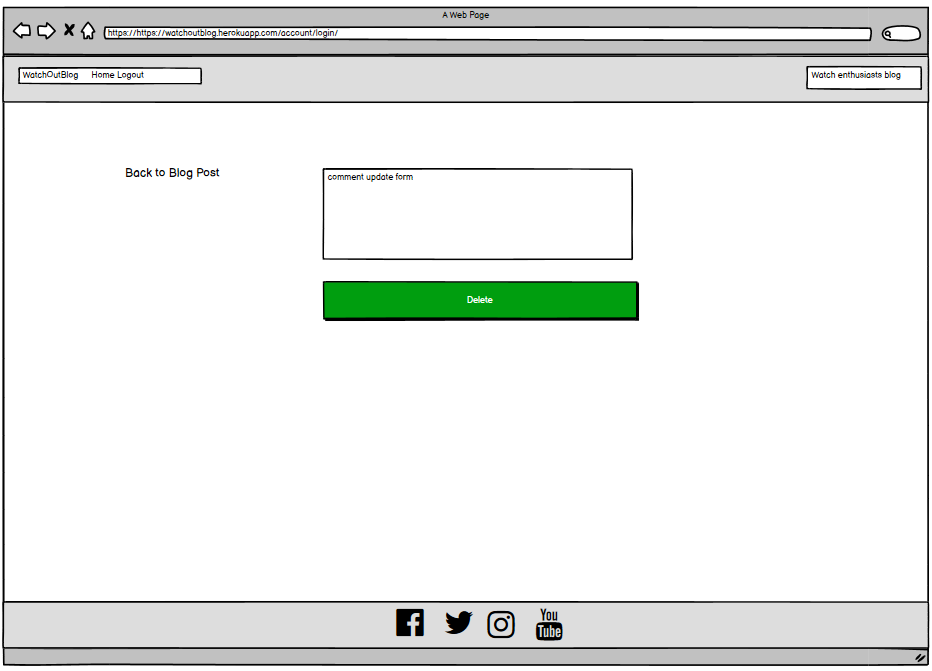 A Web Page
https://https://watchoutblog.herokuapp.com/account/login/
WatchOutBlog Home Logout
Watch enthusiasts blog
Back to Blog Post
comment update form
Delete
You
Tube